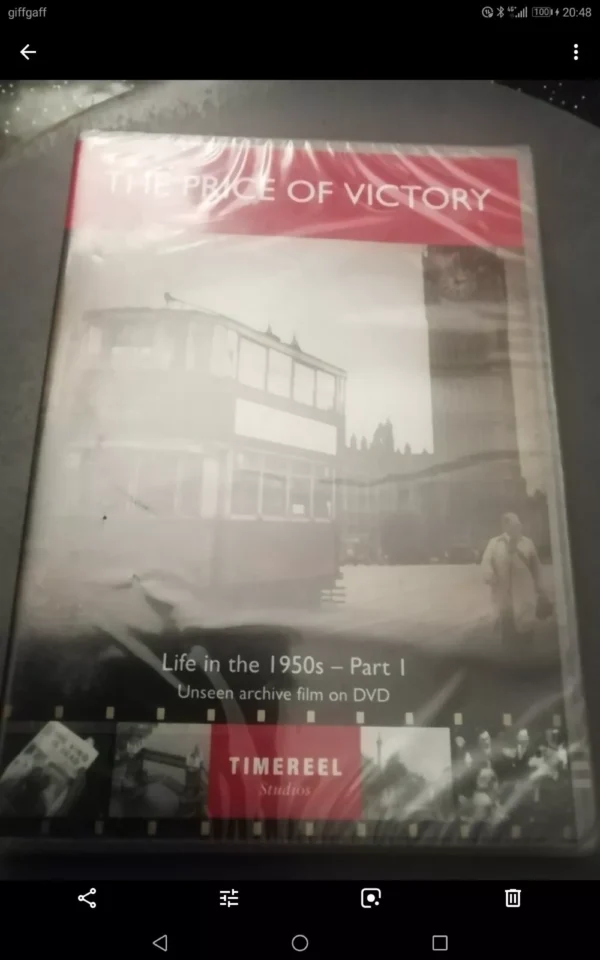 giffgaff
100
20:48
THE PRICE OF VICTORY
Life in the 1950s – Part 1
Unseen archive film on DVD
TIMEREEL
Studios